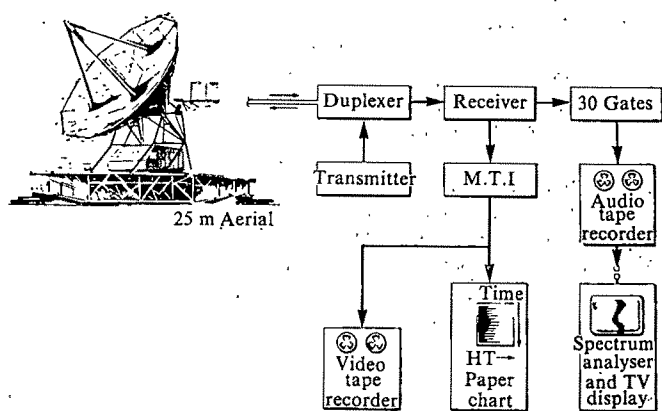 Duplexer
Receiver
30 Gates
Transmitter
M.T.I
25 m Aerial
Audio
tape
recorder
Time
HT→
Paper
chart
Video
tape
recorder
Spectrum
analyser
and TV
display